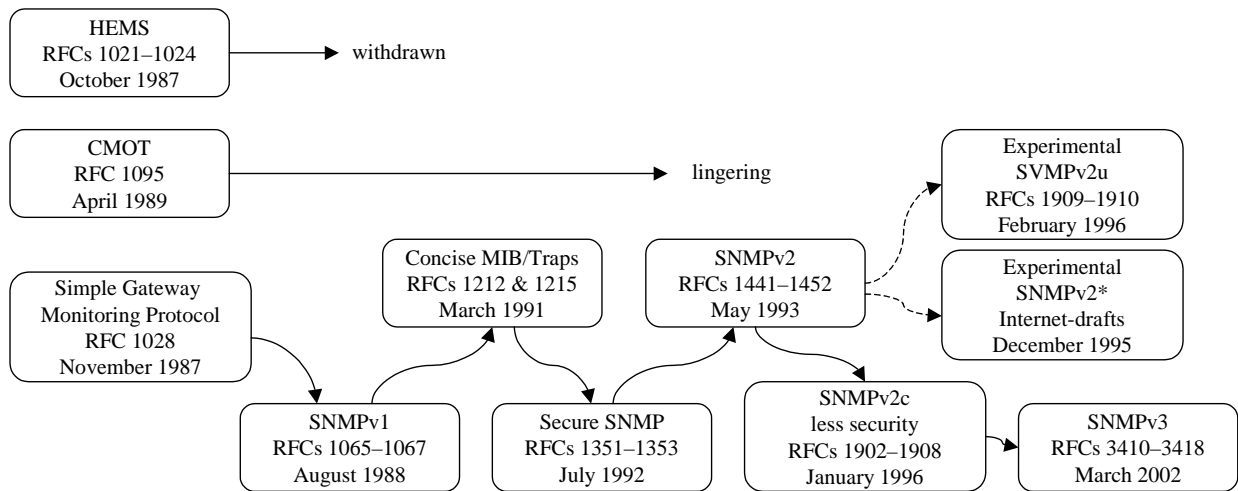 HEMS
RFCs 1021–1024
October 1987
withdrawn
CMOT
RFC 1095
April 1989
lingering
Experimental
SVMPv2u
RFCs 1909–1910
February 1996
Simple Gateway
Monitoring Protocol
RFC 1028
November 1987
Concise MIB/Traps
RFCs 1212 & 1215
March 1991
SNMPv2
RFCs 1441–1452
May 1993
Experimental
SNMPv2*
Internet-drafts
December 1995
SNMPv1
RFCs 1065–1067
August 1988
Secure SNMP
RFCs 1351–1353
July 1992
SNMPv2c
less security
RFCs 1902–1908
January 1996
SNMPv3
RFCs 3410–3418
March 2002